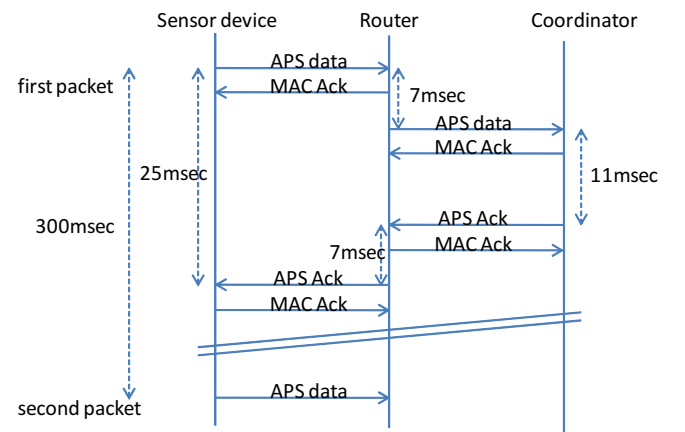 Sensor device Router Coordinator
APS data
first packet
MAC Ack
7msec
APS data
MAC Ack
25msec
11msec
300msec
APS Ack
MAC Ack
7msec
APS Ack
MAC Ack
APS data
second packet